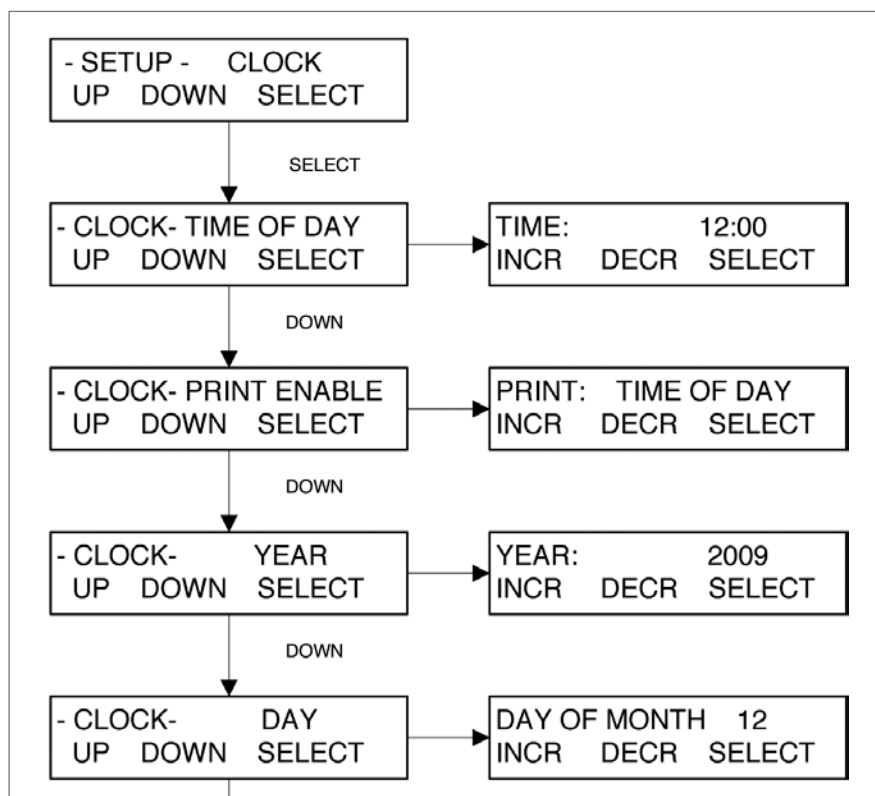 - SETUP - CLOCK
UP DOWN SELECT
SELECT
- CLOCK- TIME OF DAY
UP DOWN SELECT
TIME: 12:00
INCR DECR SELECT
DOWN
- CLOCK- PRINT ENABLE
UP DOWN SELECT
PRINT: TIME OF DAY
INCR DECR SELECT
DOWN
- CLOCK- YEAR
UP DOWN SELECT
YEAR: 2009
INCR DECR SELECT
DOWN
- CLOCK- DAY
UP DOWN SELECT
DAY OF MONTH 12
INCR DECR SELECT